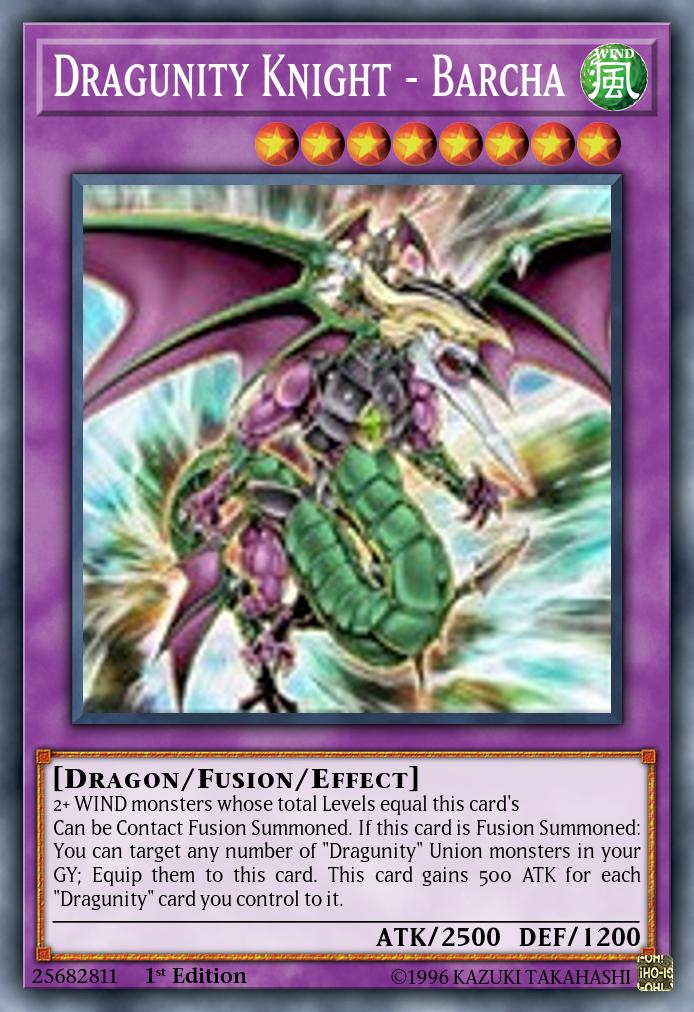 Dragunity Knight - Barcha
WIND
風
[Dragon/Fusion/Effect]
2+ WIND monsters whose total Levels equal this card's
Can be Contact Fusion Summoned. If this card is Fusion Summoned:
You can target any number of "Dragunity" Union monsters in your
GY; Equip them to this card. This card gains 500 ATK for each
"Dragunity" card you control to it.
ATK/2500 DEF/1200
25682811 1st Edition ©1996 KAZUKI TAKAHASHI